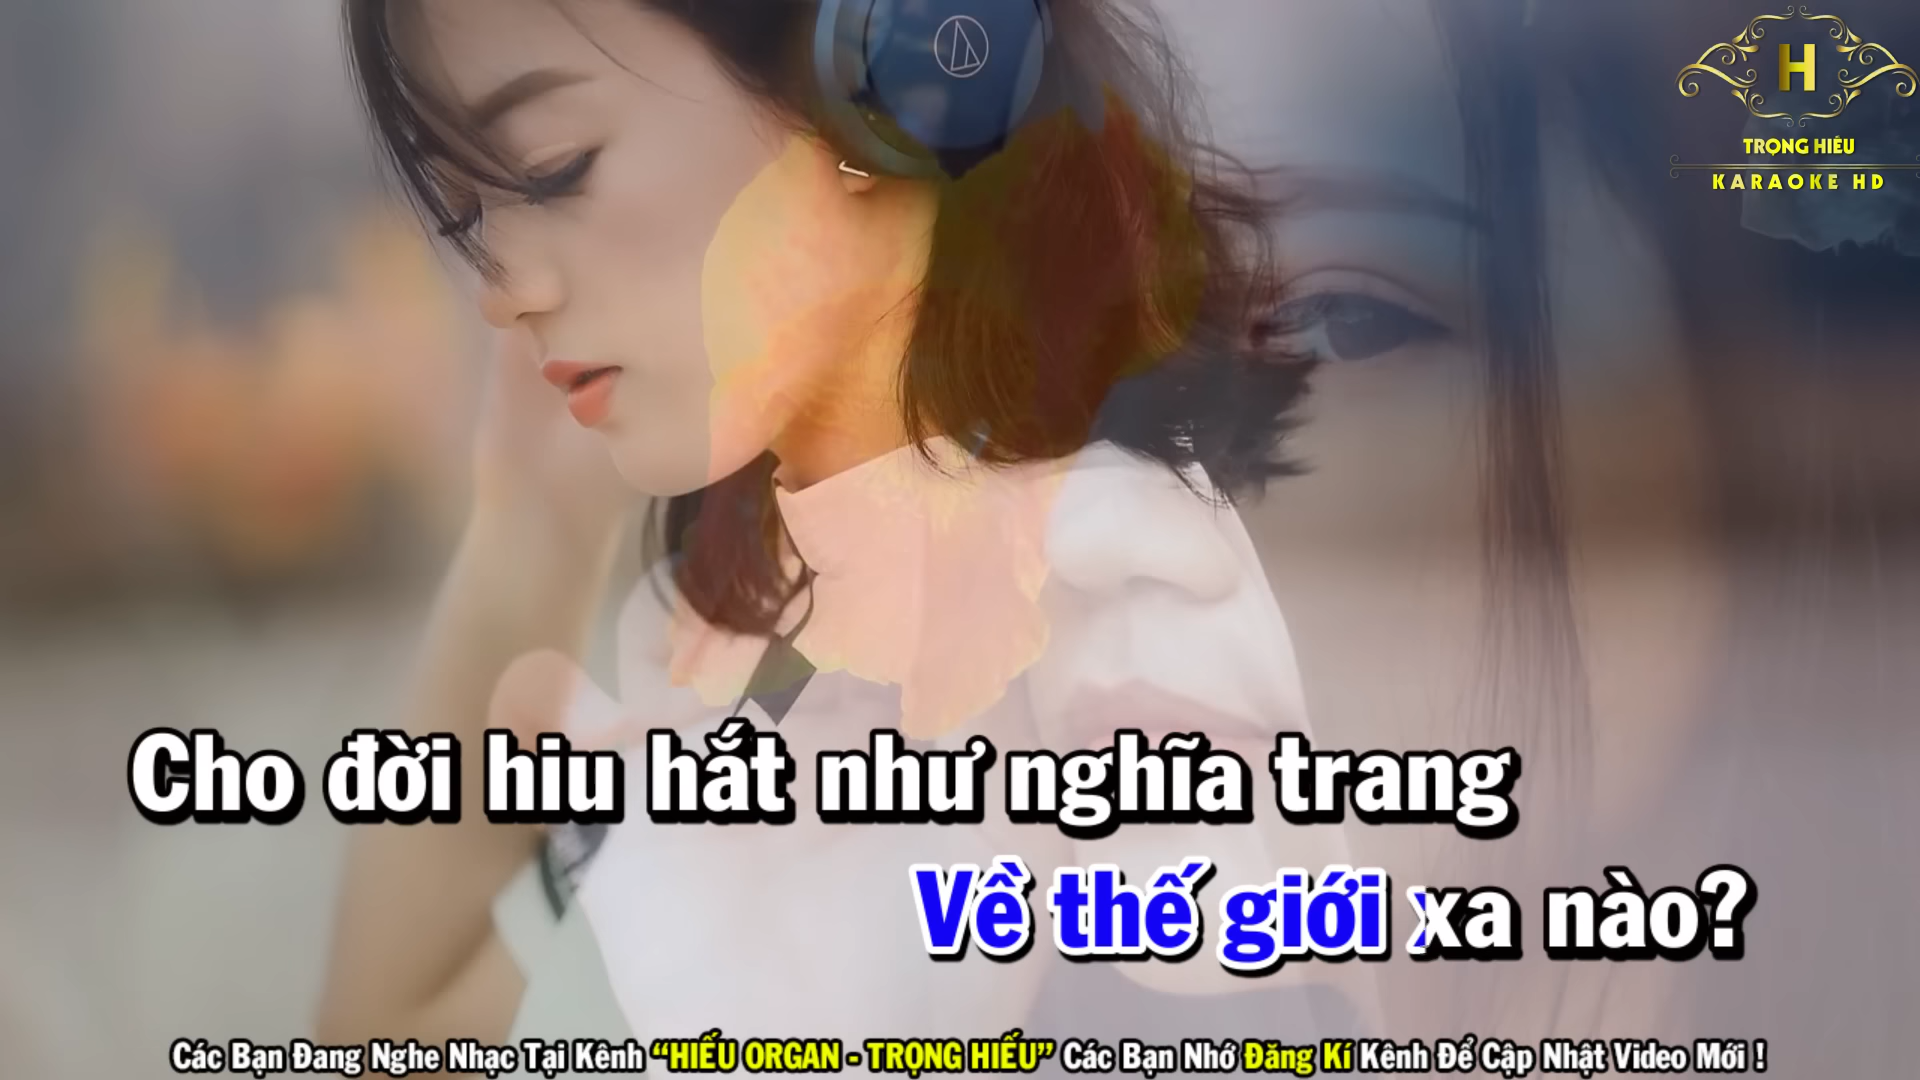 H
TRỌNG HIẾU
KARAOKE HD
Cho đời hiu hắt như nghĩa trang
Về thế giới xa nào?
Các Bạn Đang Nghe Nhạc Tại Kênh “HIẾU ORGAN - TRỌNG HIẾU” Các Bạn Nhớ Đăng Kí Kênh Để Cập Nhật Video Mới !